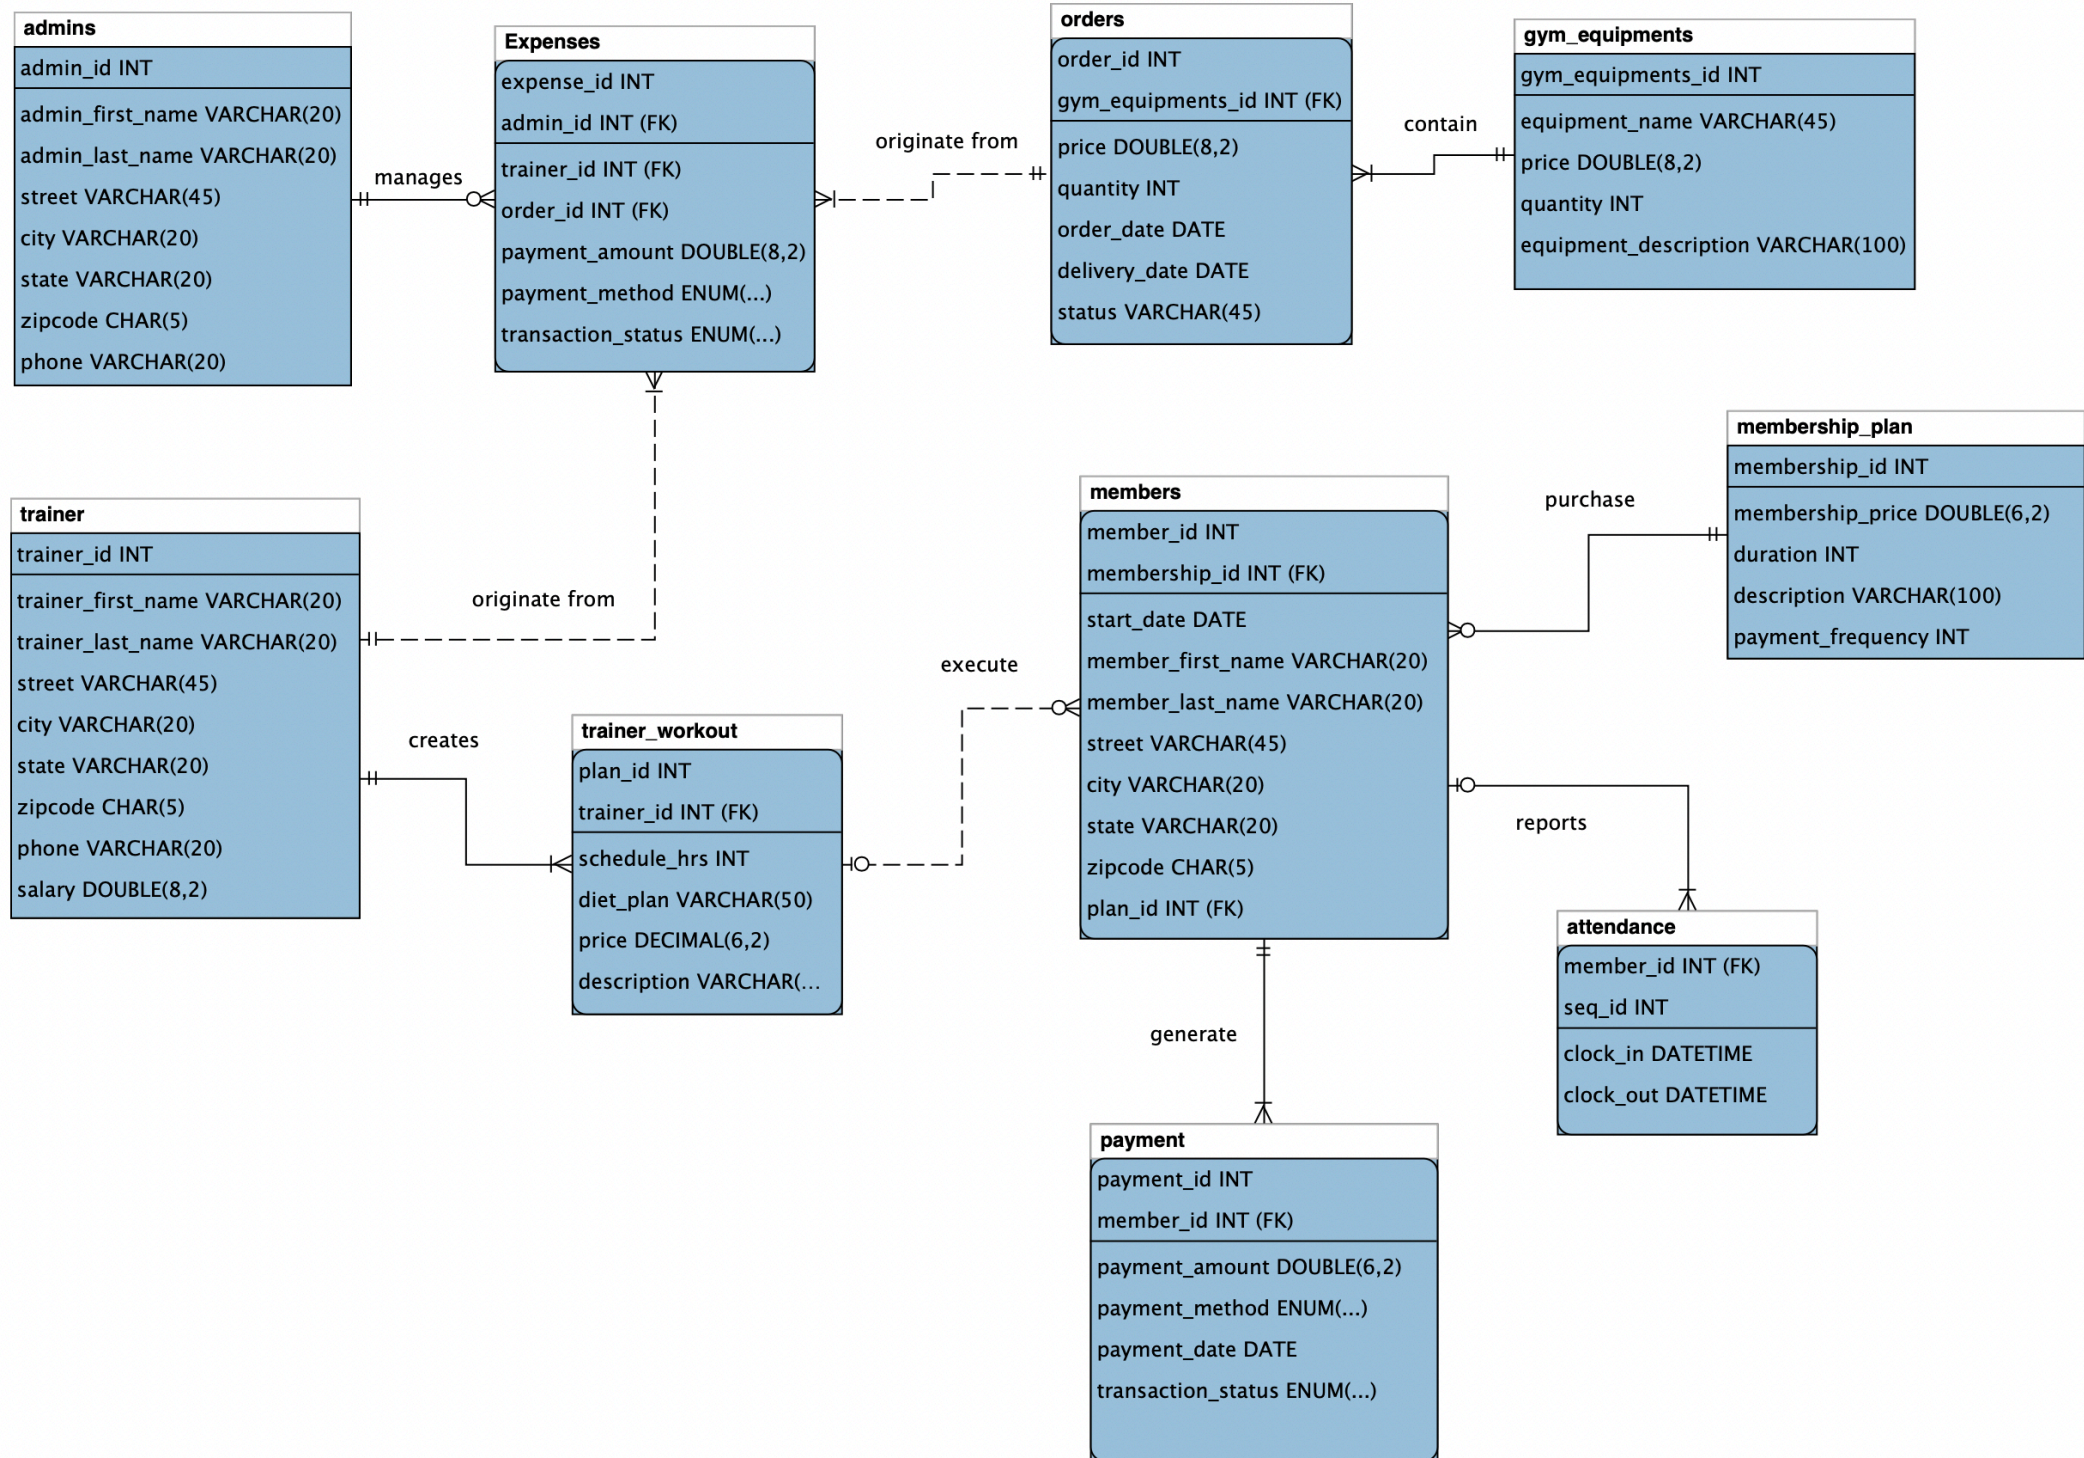 admins
admin_id INT
admin_first_name VARCHAR(20)
admin_last_name VARCHAR(20)
street VARCHAR(45)
city VARCHAR(20)
state VARCHAR(20)
zipcode CHAR(5)
phone VARCHAR(20)
manages
Expenses
expense_id INT
admin_id INT (FK)
trainer_id INT (FK)
order_id INT (FK)
payment_amount DOUBLE(8,2)
payment_method ENUM(...)
transaction_status ENUM(...)
originate from
orders
order_id INT
gym_equipments_id INT (FK)
price DOUBLE(8,2)
quantity INT
order_date DATE
delivery_date DATE
status VARCHAR(45)
contain
gym_equipments
gym_equipments_id INT
equipment_name VARCHAR(45)
price DOUBLE(8,2)
quantity INT
equipment_description VARCHAR(100)
trainer
trainer_id INT
trainer_first_name VARCHAR(20)
trainer_last_name VARCHAR(20)
street VARCHAR(45)
city VARCHAR(20)
state VARCHAR(20)
zipcode CHAR(5)
phone VARCHAR(20)
salary DOUBLE(8,2)
originate from
creates
trainer_workout
plan_id INT
trainer_id INT (FK)
schedule_hrs INT
diet_plan VARCHAR(50)
price DECIMAL(6,2)
description VARCHAR(...
execute
members
member_id INT
membership_id INT (FK)
start_date DATE
member_first_name VARCHAR(20)
member_last_name VARCHAR(20)
street VARCHAR(45)
city VARCHAR(20)
state VARCHAR(20)
zipcode CHAR(5)
plan_id INT (FK)
purchase
membership_plan
membership_id INT
membership_price DOUBLE(6,2)
duration INT
description VARCHAR(100)
payment_frequency INT
reports
attendance
member_id INT (FK)
seq_id INT
clock_in DATETIME
clock_out DATETIME
generate
payment
payment_id INT
member_id INT (FK)
payment_amount DOUBLE(6,2)
payment_method ENUM(...)
payment_date DATE
transaction_status ENUM(...)